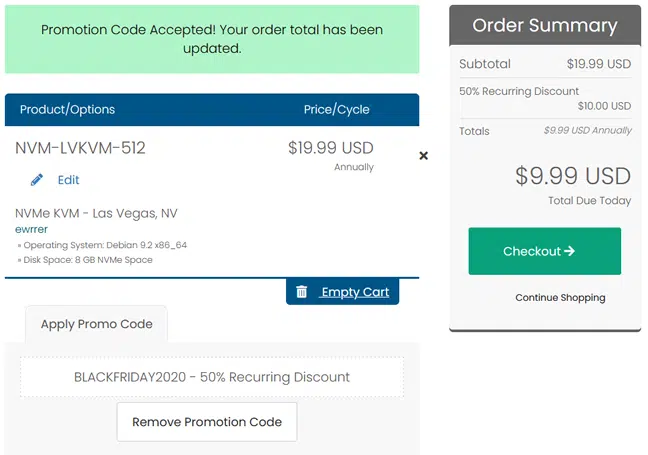 Promotion Code Accepted! Your order total has been
updated.
Product/Options Price/Cycle
NVM-LVKVM-512 $19.99 USD
Annually
Edit
NVMe KVM - Las Vegas, NV
ewrrer
» Operating System: Debian 9.2 x86_64
» Disk Space: 8 GB NVMe Space
Empty Cart
Apply Promo Code
BLACKFRIDAY2020 - 50% Recurring Discount
Remove Promotion Code
Order Summary
Subtotal $19.99 USD
50% Recurring Discount
$10.00 USD
Totals $9.99 USD Annually
$9.99 USD
Total Due Today
Checkout
Continue Shopping